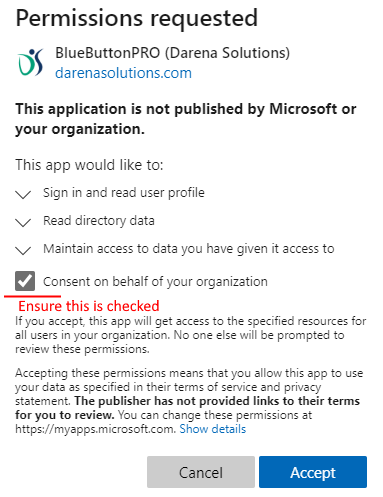 Permissions requested
BlueButtonPRO (Darena Solutions)
darenasolutions.com
This application is not published by Microsoft or
your organization.
This app would like to:
Sign in and read user profile
Read directory data
Maintain access to data you have given it access to
Consent on behalf of your organization
Ensure this is checked
If you accept, this app will get access to the specified resources for
all users in your organization. No one else will be prompted to
review these permissions.
Accepting these permissions means that you allow this app to use
your data as specified in their terms of service and privacy
statement. The publisher has not provided links to their terms
for you to review. You can change these permissions at
https://myapps.microsoft.com. Show details
Cancel
Accept